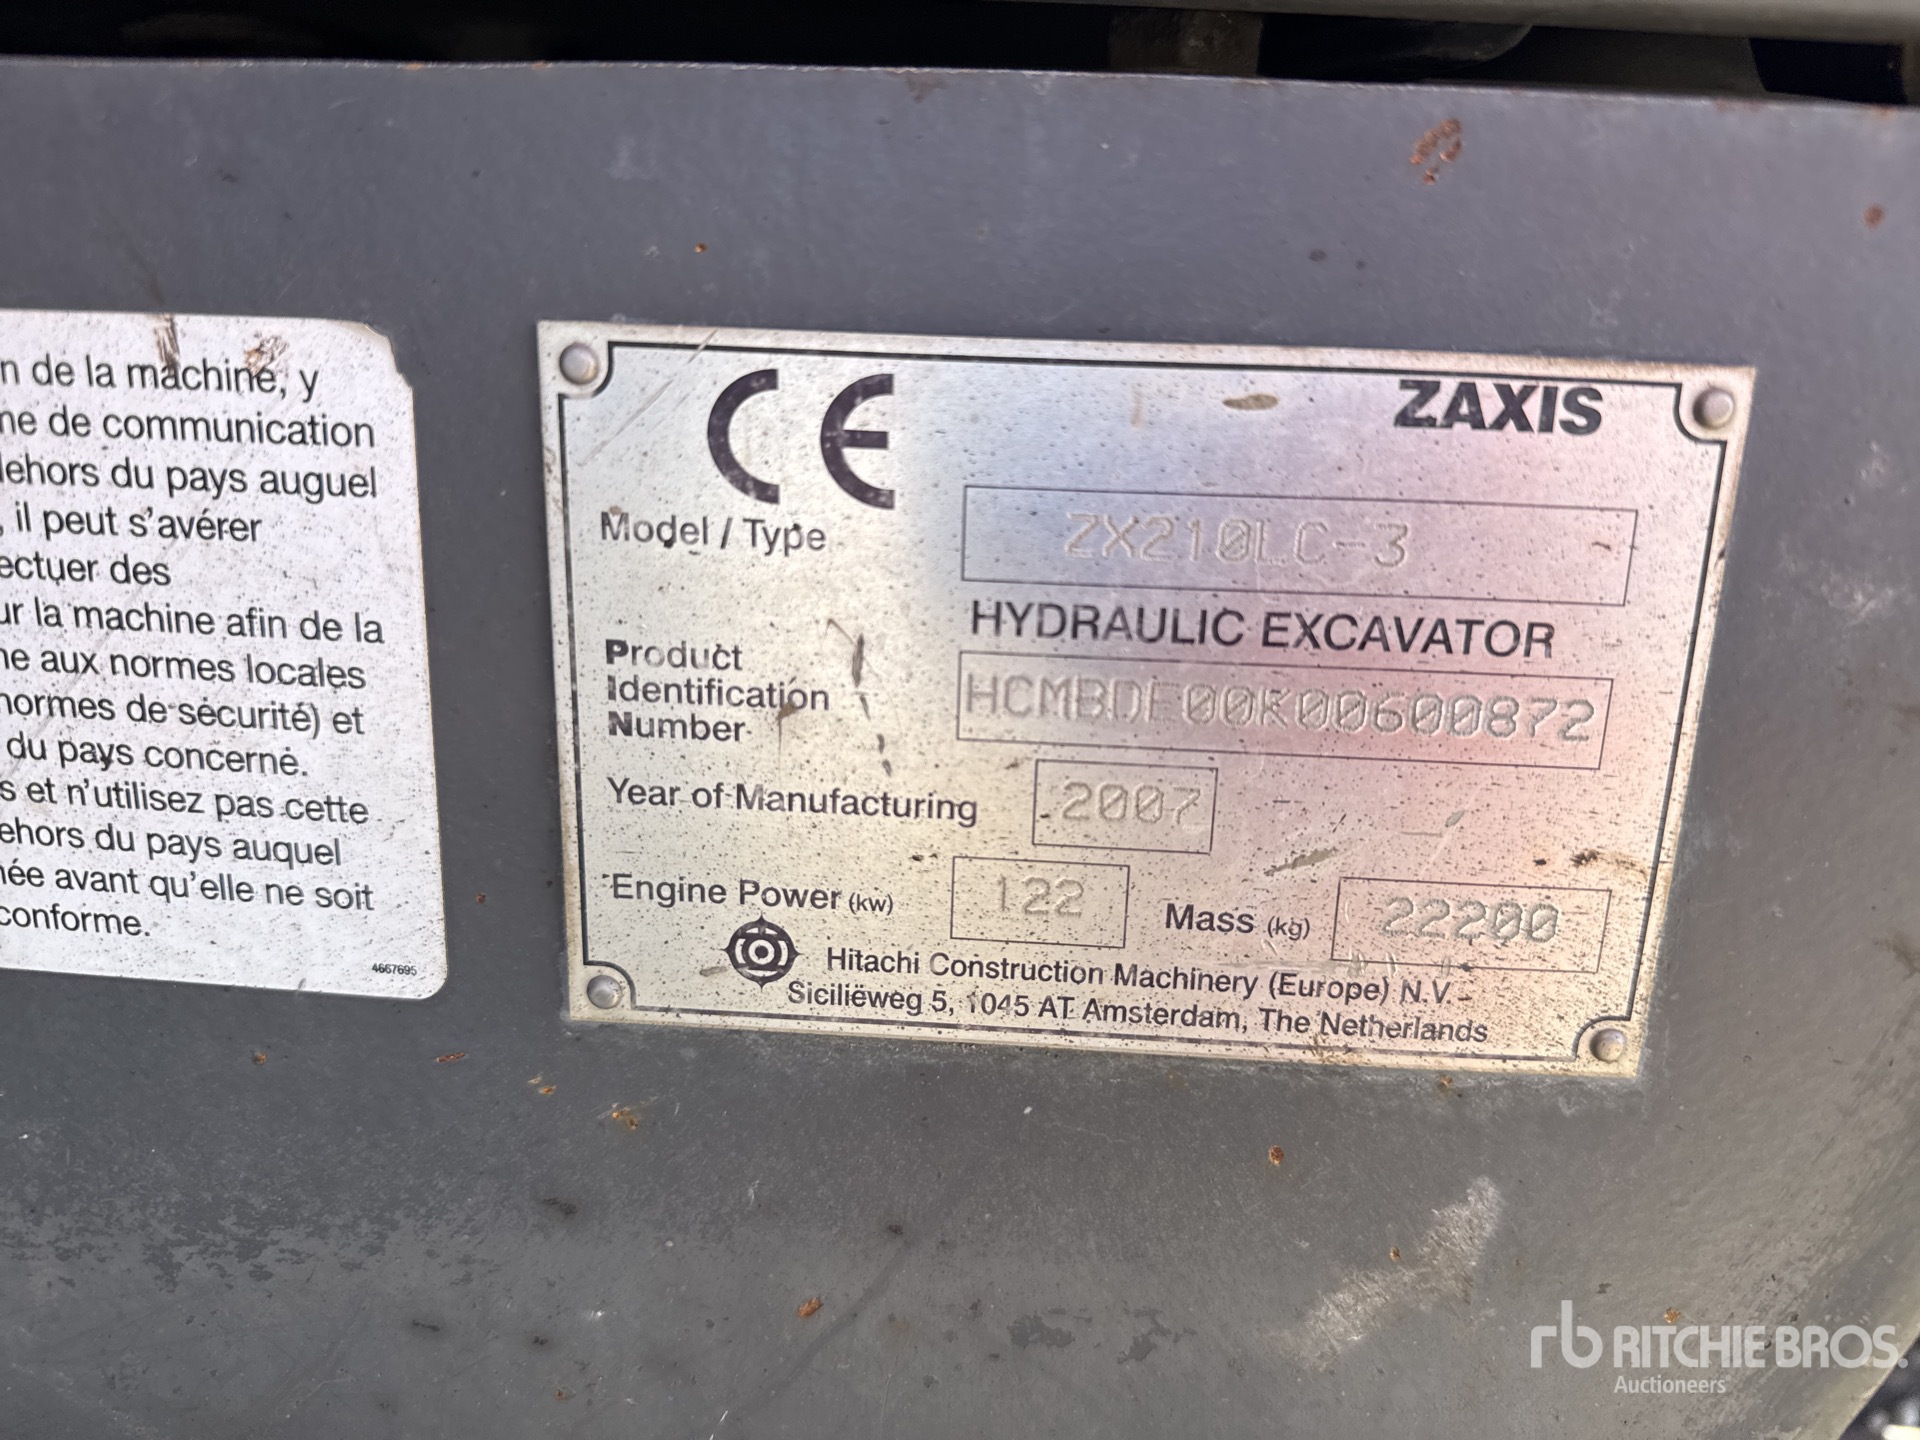 n de la machine, y
ne de communication
dehors du pays auguel
, il peut s'avérer
ectuer des
ur la machine afin de la
ne aux normes locales
normes de sécurité) et
du pays concerné.
s et n'utilisez pas cette
ehors du pays auquel
née avant qu'elle ne soit
conforme.
4667695
CE
ZAXIS
Model / Type ZX210LC-3
HYDRAULIC EXCAVATOR
Product
Identification
Number
HCMBDF00K00600872
Year of Manufacturing 2007
Engine Power (kw) 122 Mass (kg) 22200
Hitachi Construction Machinery (Europe) N.V.
Siciliëweg 5, 1045 AT Amsterdam, The Netherlands
rb RITCHIE BROS.
Auctioneers